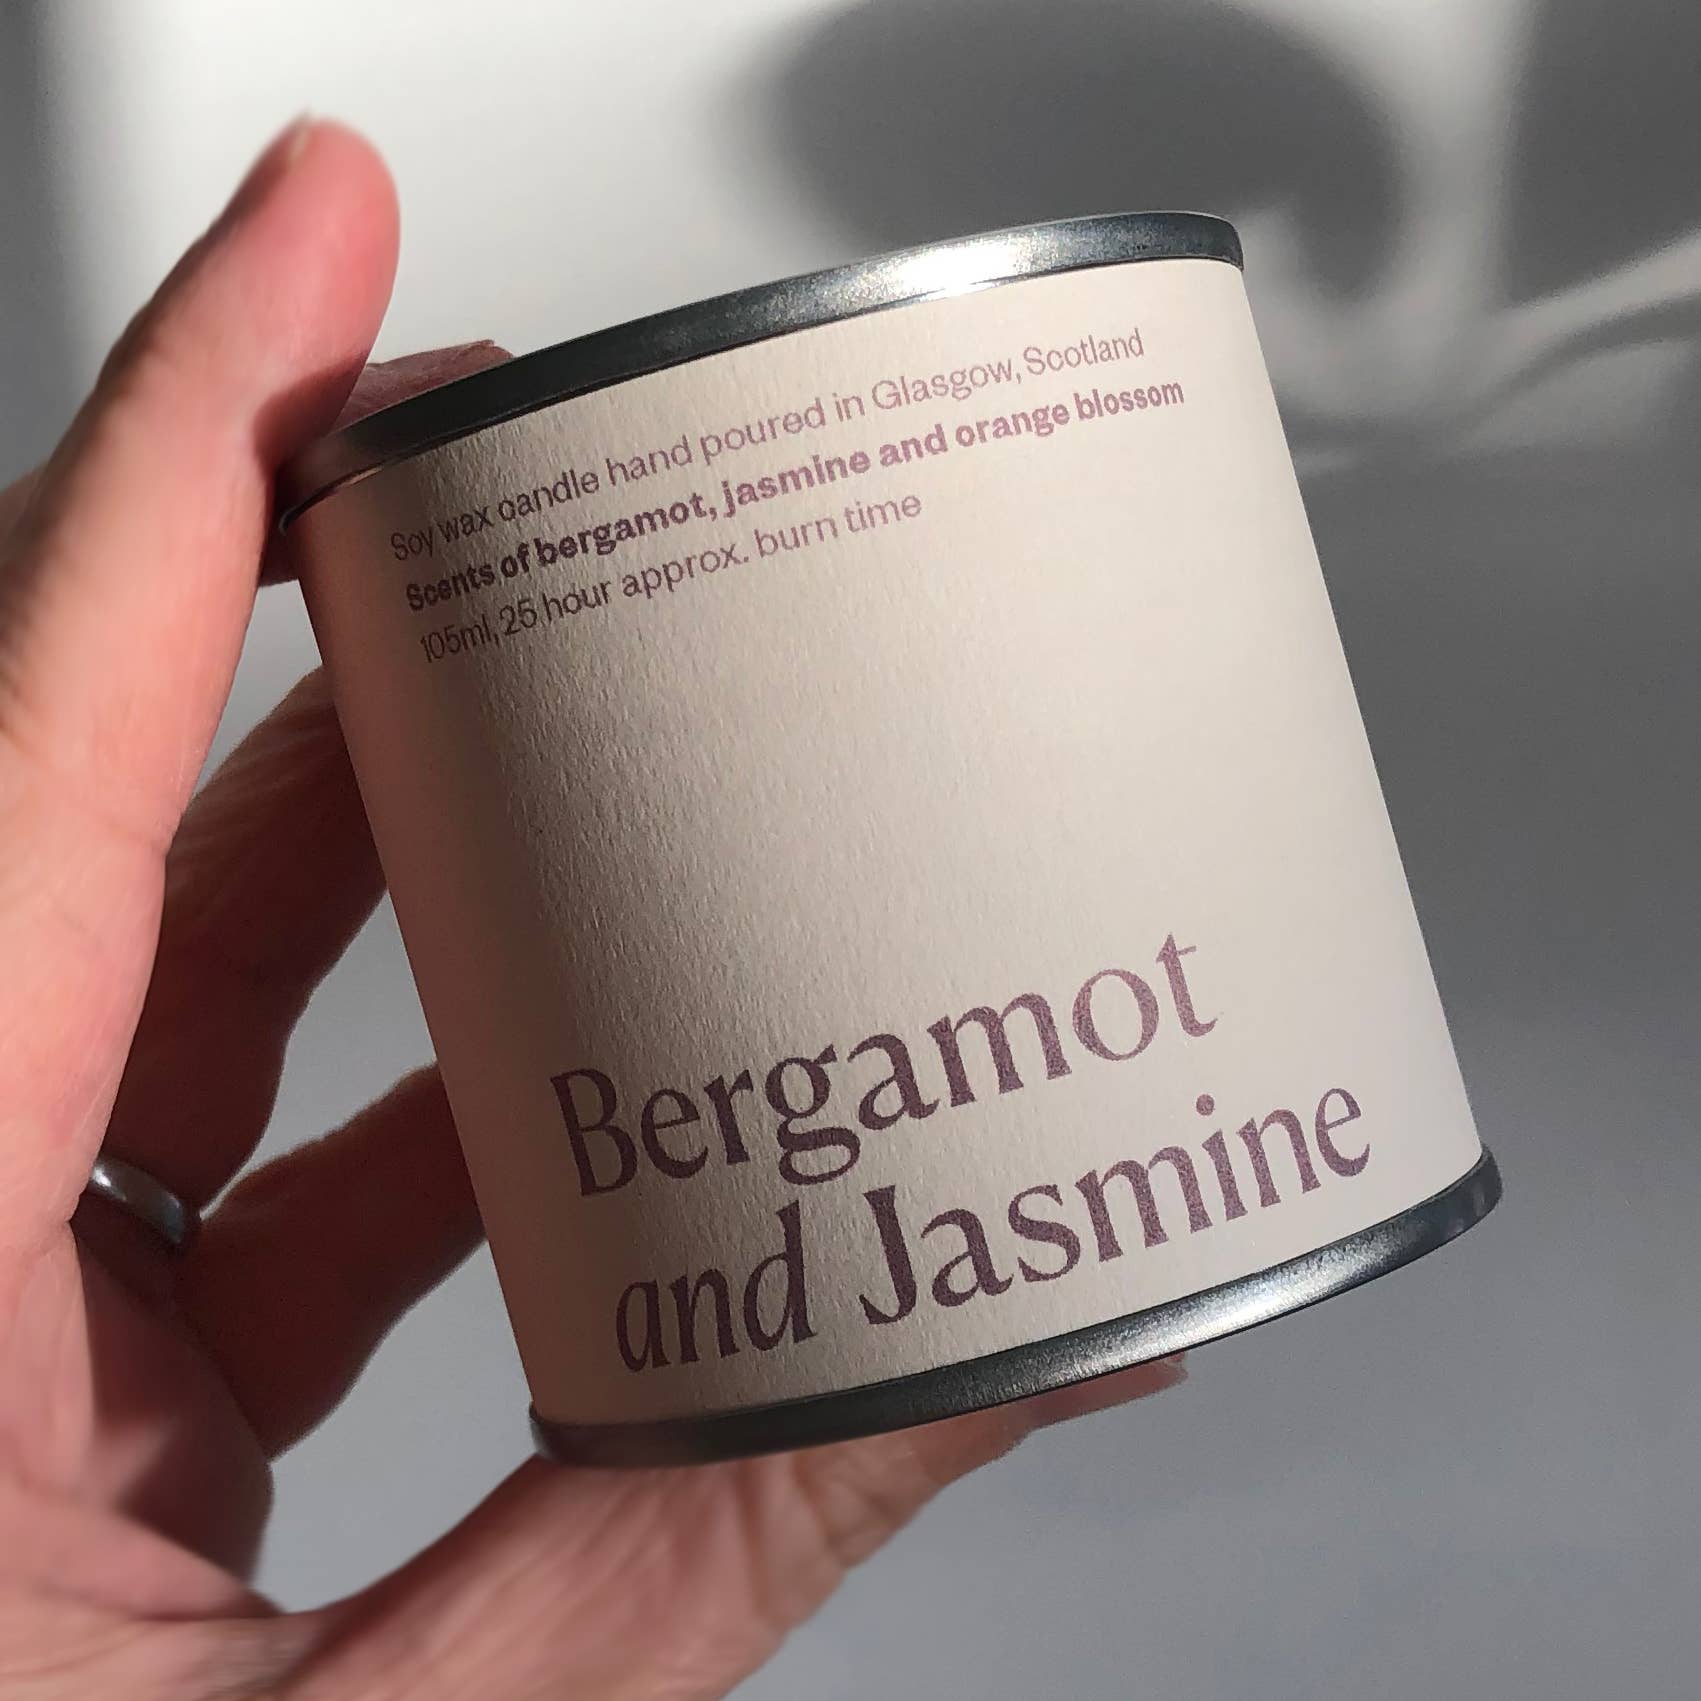 Soy wax candle hand poured in Glasgow, Scotland
Scents of bergamot, jasmine and orange blossom
105ml, 25 hour approx. burn time
Bergamot
and Jasmine